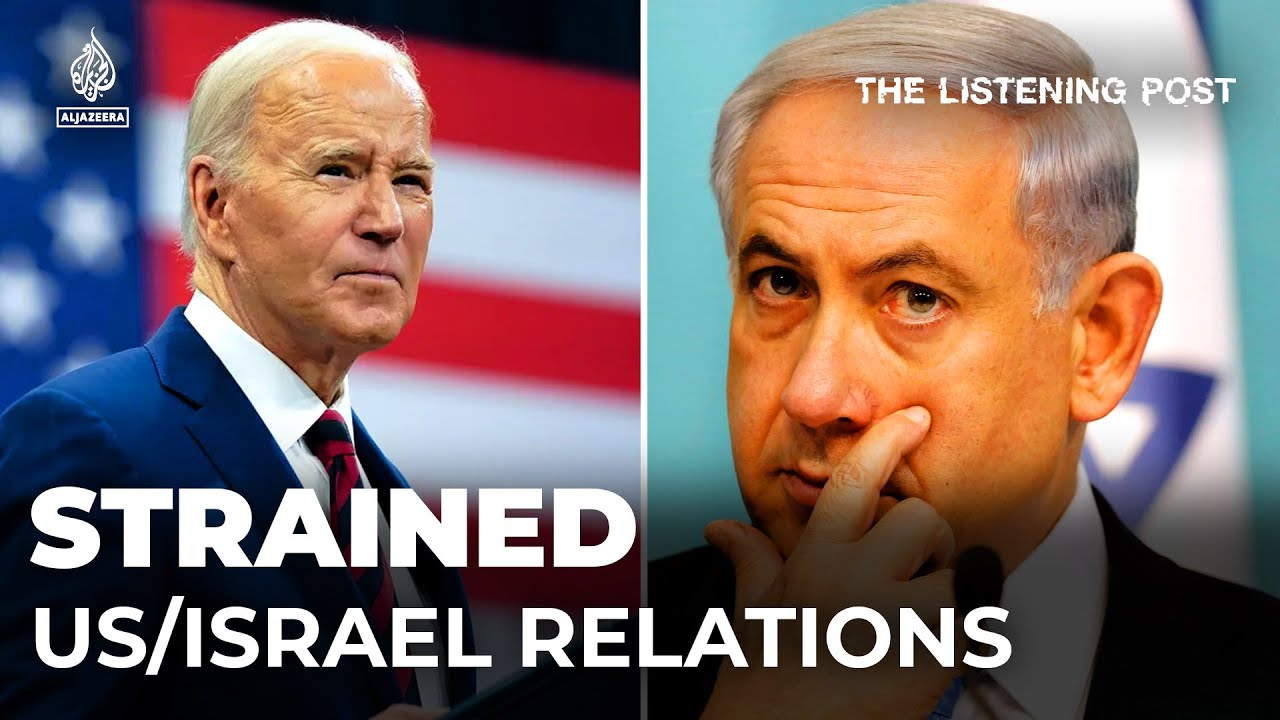 ALJAZEERA
THE LISTENING POST
STRAINED
US/ISRAEL RELATIONS